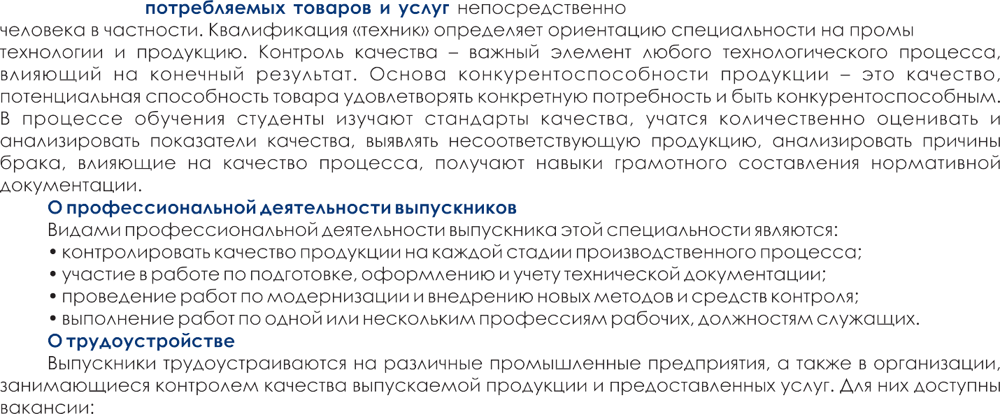 потребляемых товаров и услуг непосредственно
человека в частности. Квалификация «техник» определяет ориентацию специальности на промы
технологии и продукцию. Контроль качества – важный элемент любого технологического процесса,
влияющий на конечный результат. Основа конкурентоспособности продукции – это качество,
потенциальная способность товара удовлетворять конкретную потребность и быть конкурентоспособным.
В процессе обучения студенты изучают стандарты качества, учатся количественно оценивать и
анализировать показатели качества, выявлять несоответствующую продукцию, анализировать причины
брака, влияющие на качество процесса, получают навыки грамотного составления нормативной
документации.
О профессиональной деятельности выпускников
Видами профессиональной деятельности выпускника этой специальности являются:
• контролировать качество продукции на каждой стадии производственного процесса;
• участие в работе по подготовке, оформлению и учету технической документации;
• проведение работ по модернизации и внедрению новых методов и средств контроля;
• выполнение работ по одной или нескольким профессиям рабочих, должностям служащих.
О трудоустройстве
Выпускники трудоустраиваются на различные промышленные предприятия, а также в организации,
занимающиеся контролем качества выпускаемой продукции и предоставленных услуг. Для них доступны
вакансии: